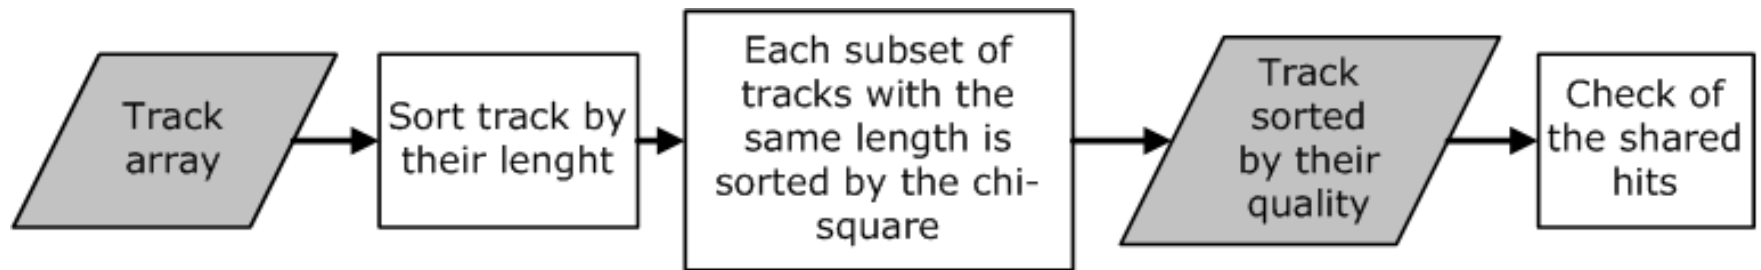 Track
array
Sort track by
their lenght
Each subset of
tracks with the
same length is
sorted by the chi-
square
Track
sorted
by their
quality
Check of
the shared
hits